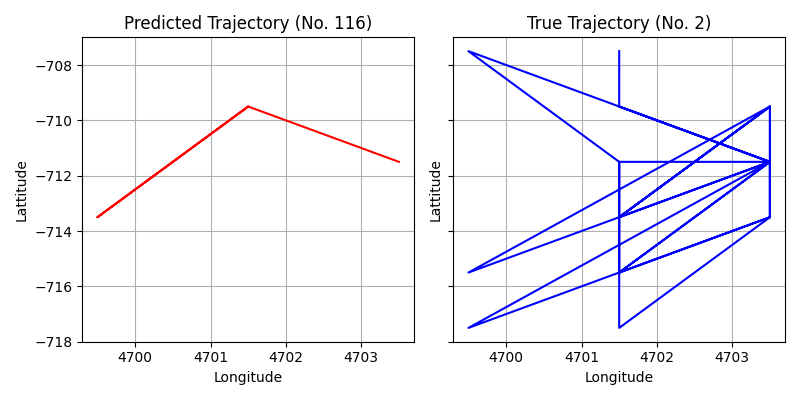 Predicted Trajectory (No. 116)
True Trajectory (No. 2)
−708
−710
−712
−714
−716
−718
Lattitude
Lattitude
4700
4701
4702
4703
4700
4701
4702
4703
Longitude
Longitude